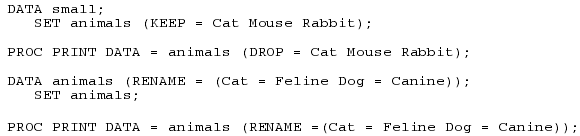 DATA small;
   SET animals (KEEP = Cat Mouse Rabbit);
PROC PRINT DATA = animals (DROP = Cat Mouse Rabbit);
DATA animals (RENAME = (Cat = Feline Dog = Canine));
   SET animals;
PROC PRINT DATA = animals (RENAME =(Cat = Feline Dog = Canine));